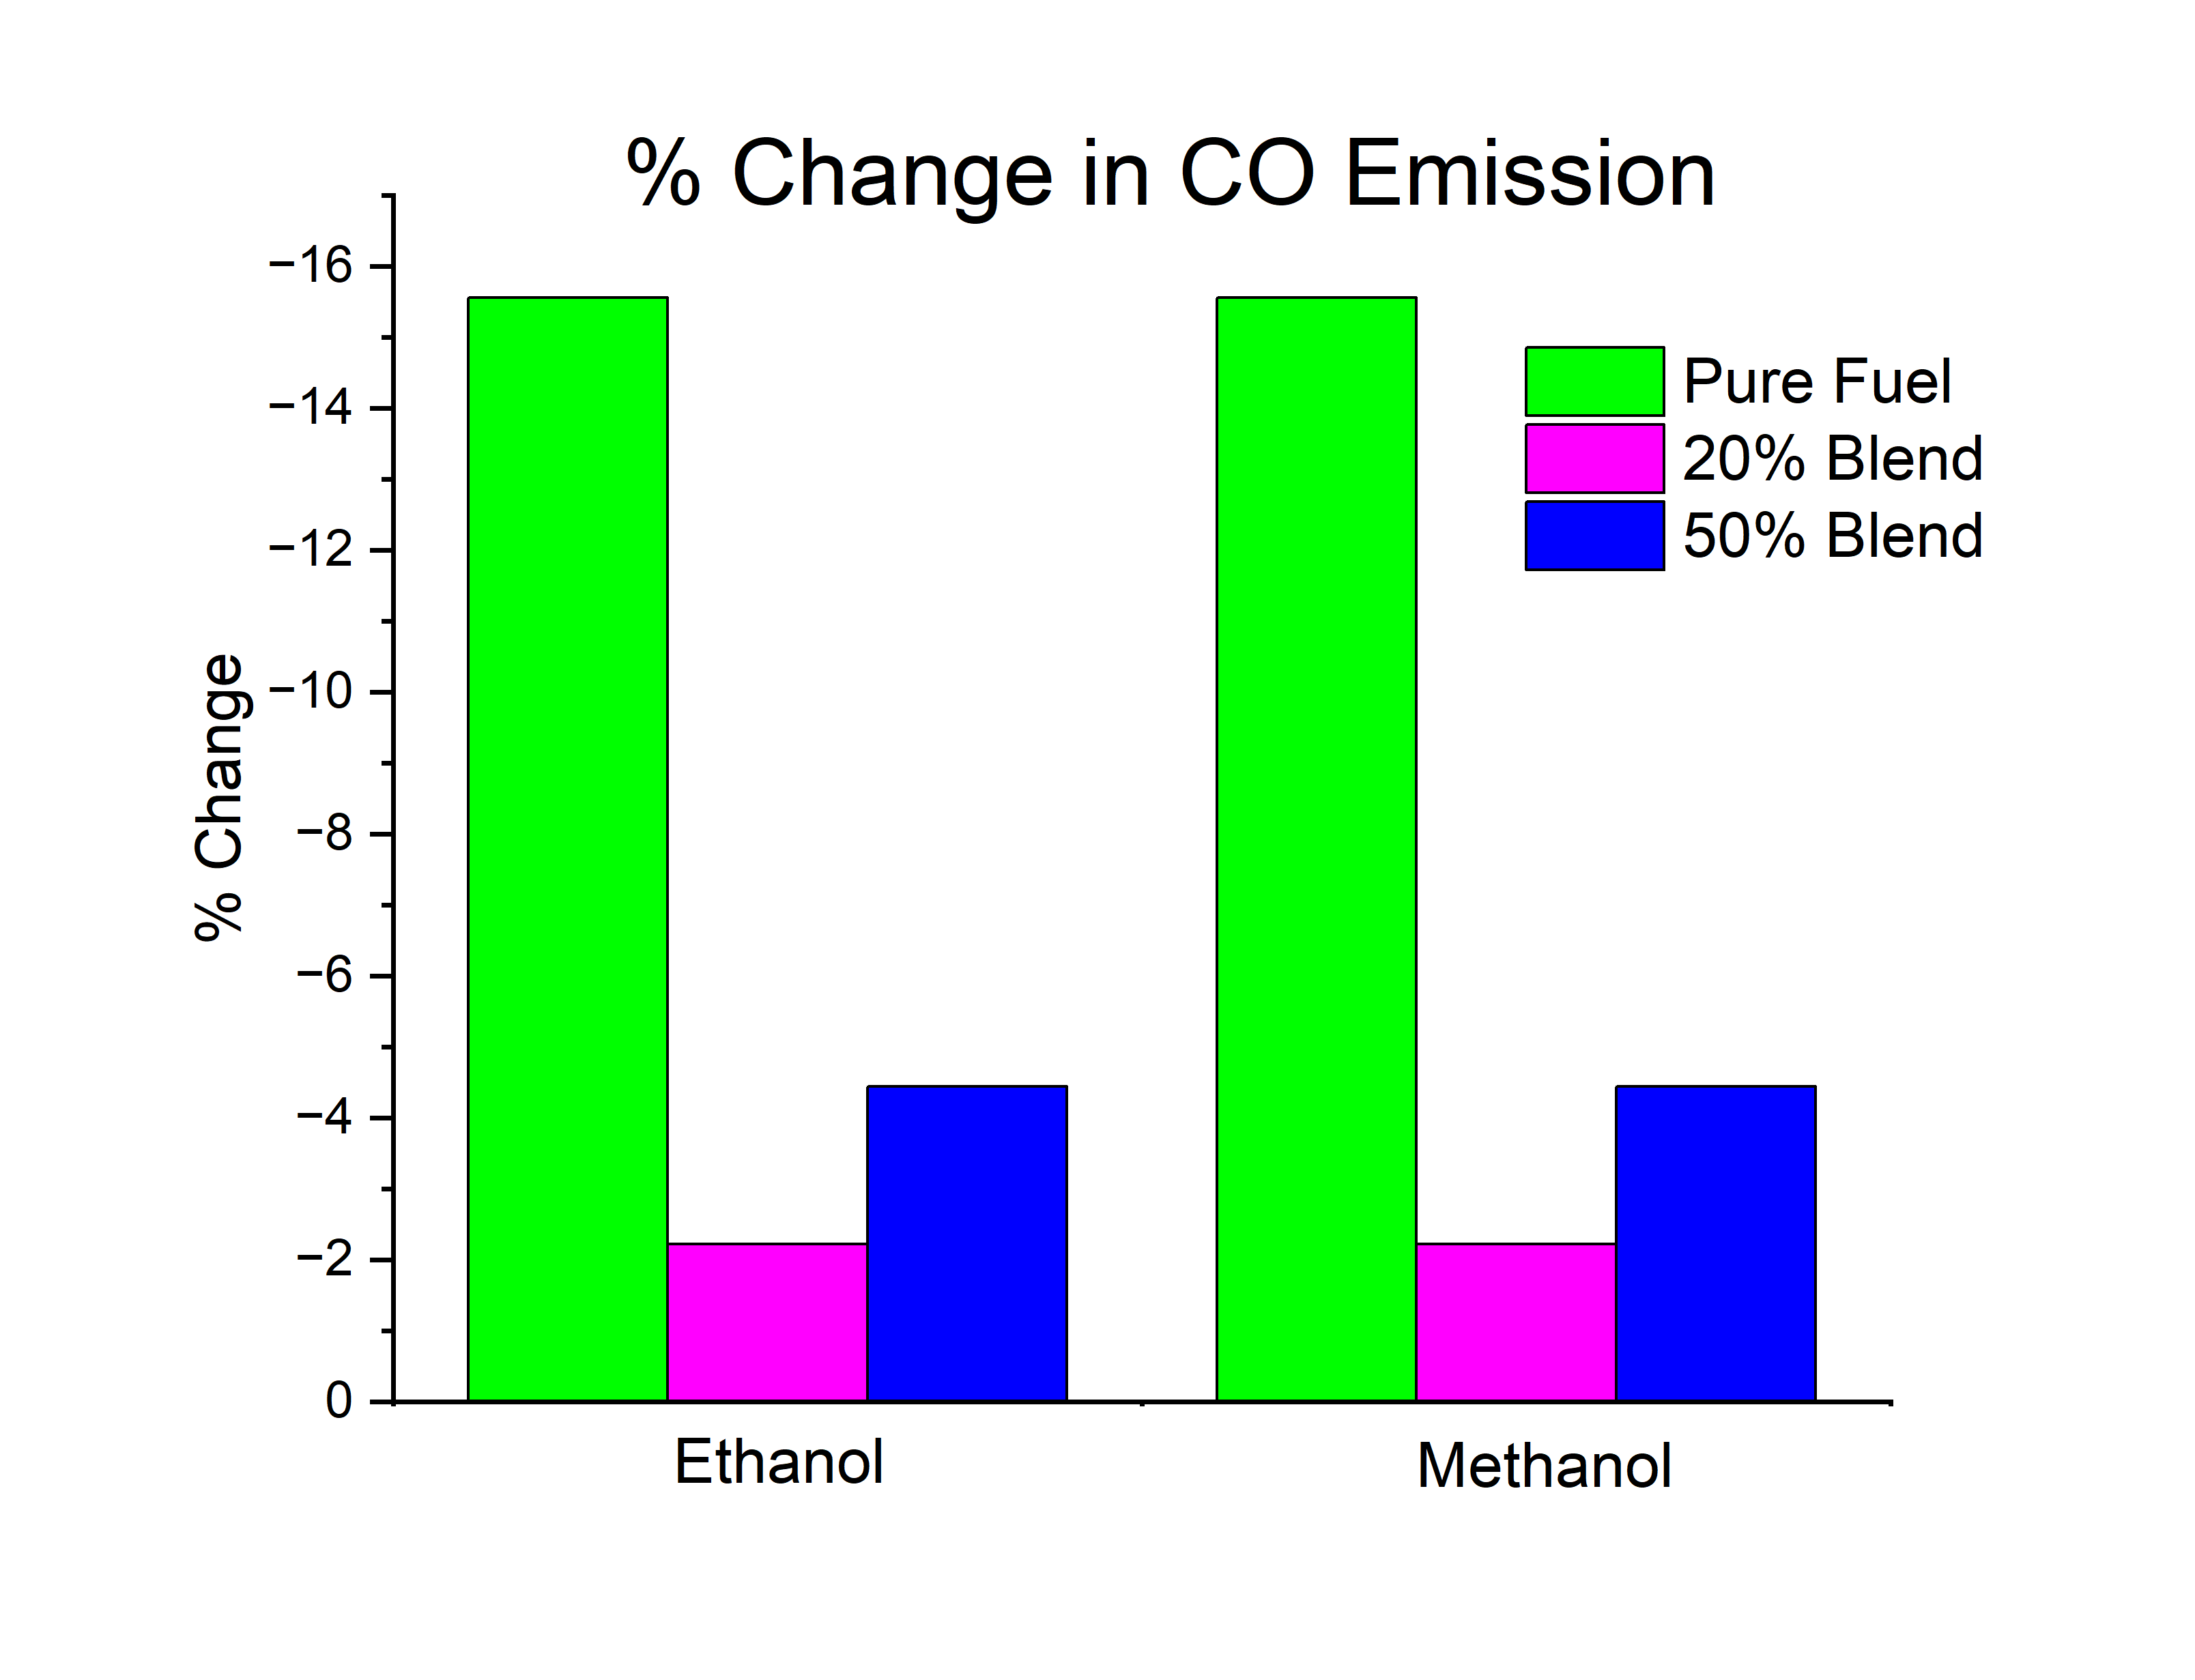 % Change in CO Emission
−16
−14
−12
−10
−8
−6
−4
−2
0
% Change
Pure Fuel
20% Blend
50% Blend
Ethanol
Methanol